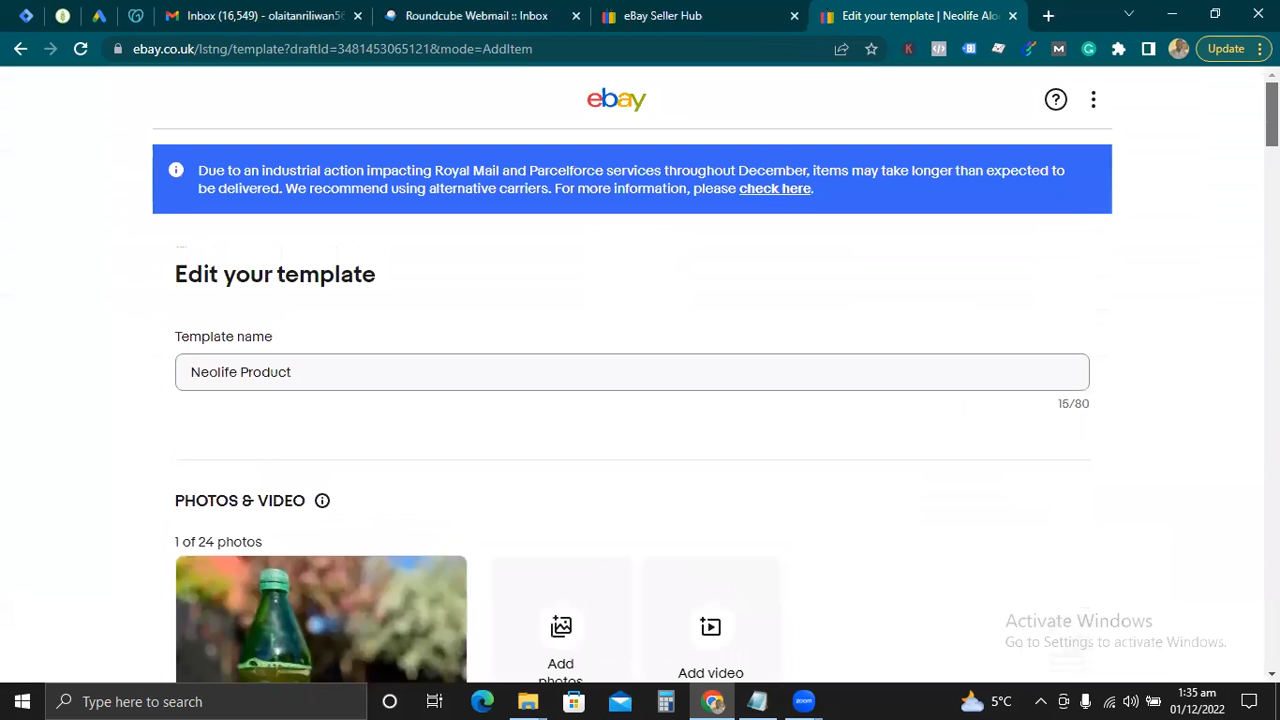 Inbox (16,549) - olaitanriliwan56
Roundcube Webmail :: Inbox
eBay Seller Hub
Edit your template | Neolife Alo
ebay.co.uk/lstng/template?draftId=3481453065121&mode=AddItem
Update
ebay
Due to an industrial action impacting Royal Mail and Parcelforce services throughout December, items may take longer than expected to
be delivered. We recommend using alternative carriers. For more information, please check here.
Edit your template
Template name
Neolife Product
15/80
PHOTOS & VIDEO
1 of 24 photos
Add
photos
Add video
Activate Windows
Go to Settings to activate Windows.
Type here to search
zoom
5°C
1:35 am
01/12/2022